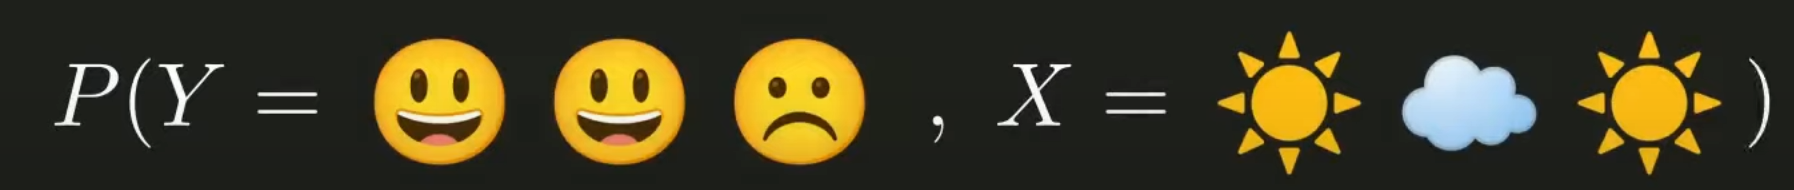 P(Y = 😃 😃 ☹️ , X = ☀️ ☁️ ☀️ )